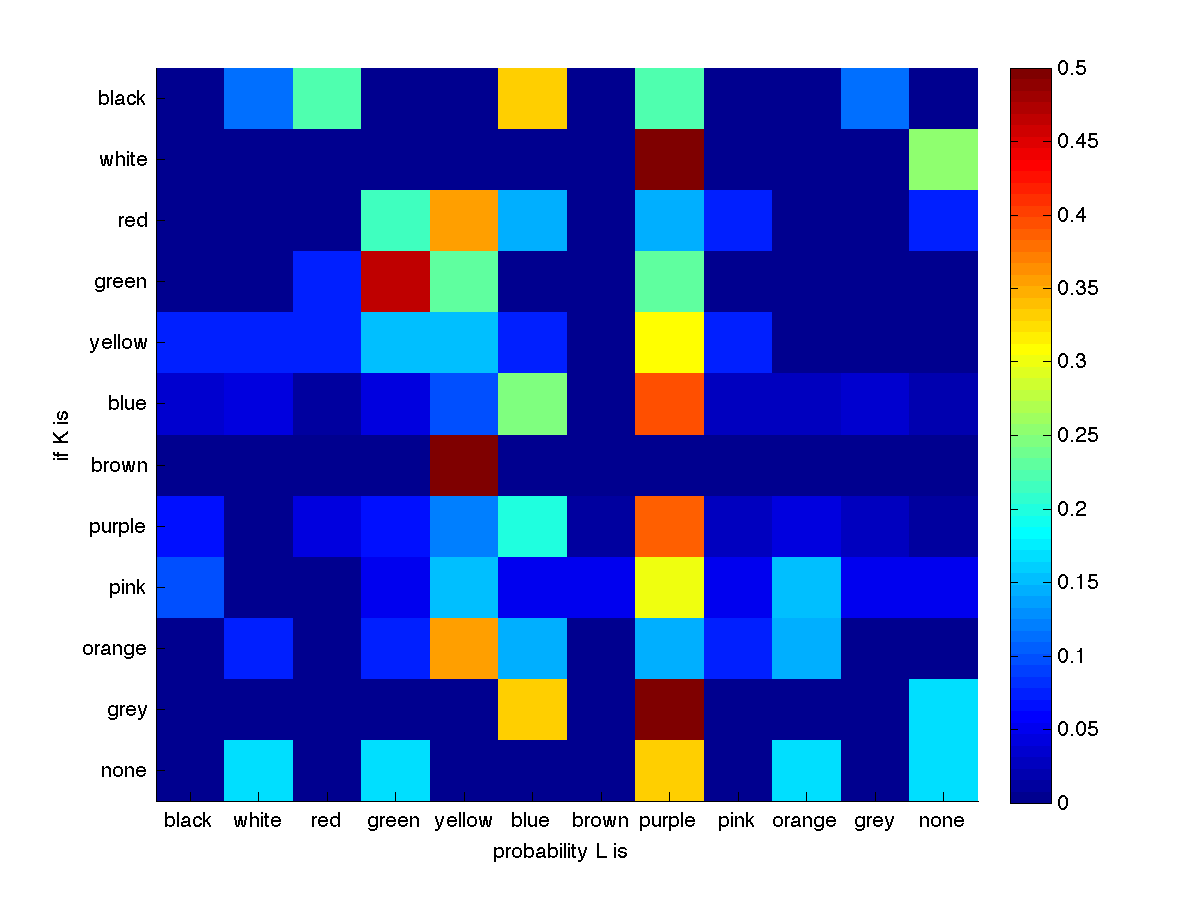 black
white
red
green
yellow
blue
brown
purple
pink
orange
grey
none
if K is
black white red green yellow blue brown purple pink orange grey none
probability L is
0.5
0.45
0.4
0.35
0.3
0.25
0.2
0.15
0.1
0.05
0